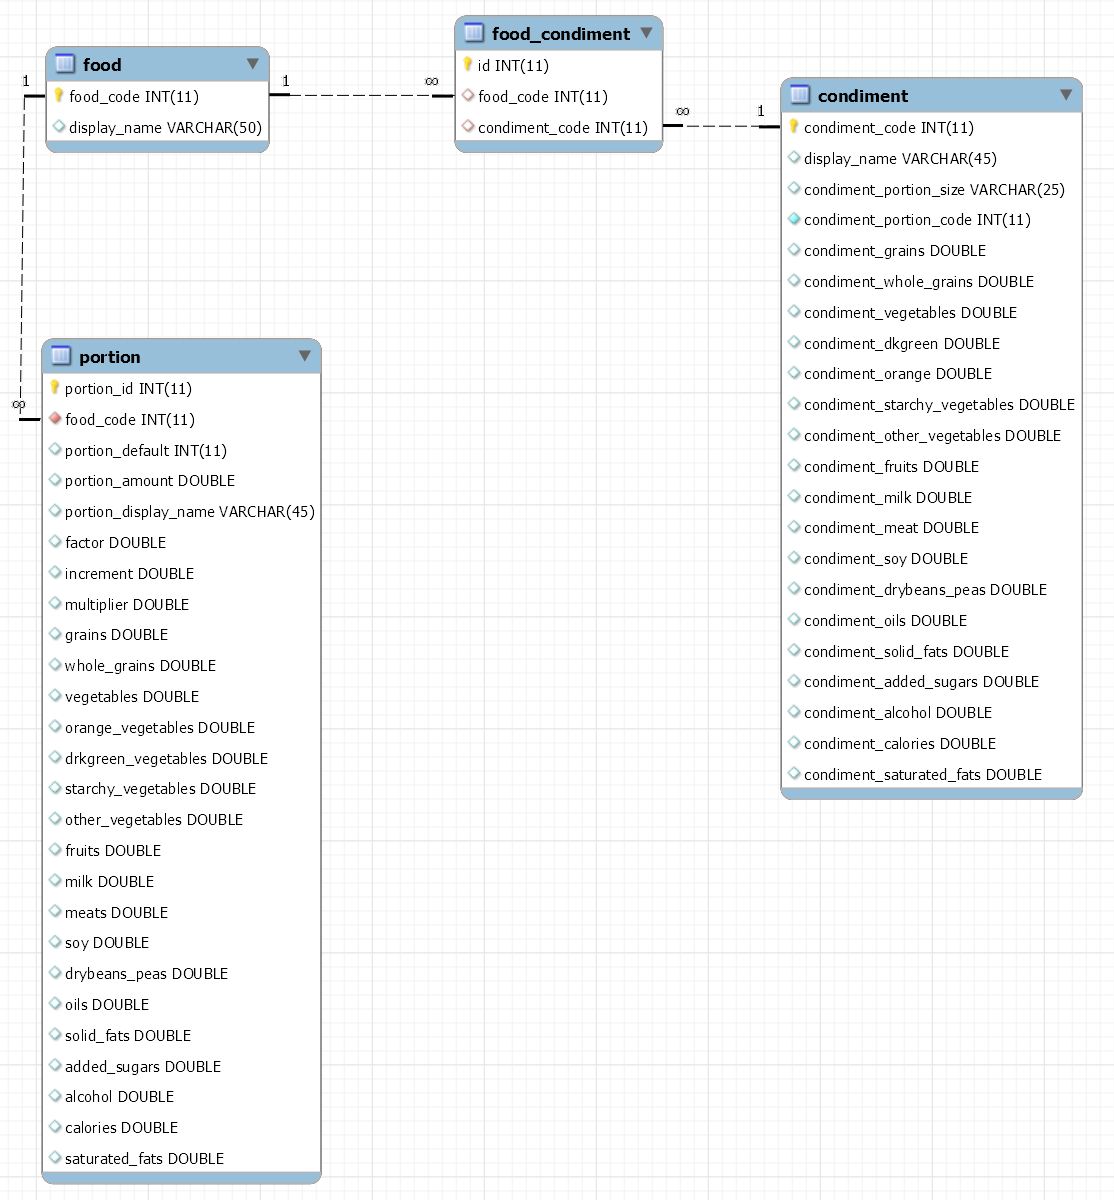 food
food_code INT(11)
display_name VARCHAR(50)
1
1
∞
∞
food_condiment
id INT(11)
food_code INT(11)
condiment_code INT(11)
∞
1
condiment
condiment_code INT(11)
display_name VARCHAR(45)
condiment_portion_size VARCHAR(25)
condiment_portion_code INT(11)
condiment_grains DOUBLE
condiment_whole_grains DOUBLE
condiment_vegetables DOUBLE
condiment_dkgreen DOUBLE
condiment_orange DOUBLE
condiment_starchy_vegetables DOUBLE
condiment_other_vegetables DOUBLE
condiment_fruits DOUBLE
condiment_milk DOUBLE
condiment_meat DOUBLE
condiment_soy DOUBLE
condiment_drybeans_peas DOUBLE
condiment_oils DOUBLE
condiment_solid_fats DOUBLE
condiment_added_sugars DOUBLE
condiment_alcohol DOUBLE
condiment_calories DOUBLE
condiment_saturated_fats DOUBLE
portion
portion_id INT(11)
food_code INT(11)
portion_default INT(11)
portion_amount DOUBLE
portion_display_name VARCHAR(45)
factor DOUBLE
increment DOUBLE
multiplier DOUBLE
grains DOUBLE
whole_grains DOUBLE
vegetables DOUBLE
orange_vegetables DOUBLE
drkgreen_vegetables DOUBLE
starchy_vegetables DOUBLE
other_vegetables DOUBLE
fruits DOUBLE
milk DOUBLE
meats DOUBLE
soy DOUBLE
drybeans_peas DOUBLE
oils DOUBLE
solid_fats DOUBLE
added_sugars DOUBLE
alcohol DOUBLE
calories DOUBLE
saturated_fats DOUBLE